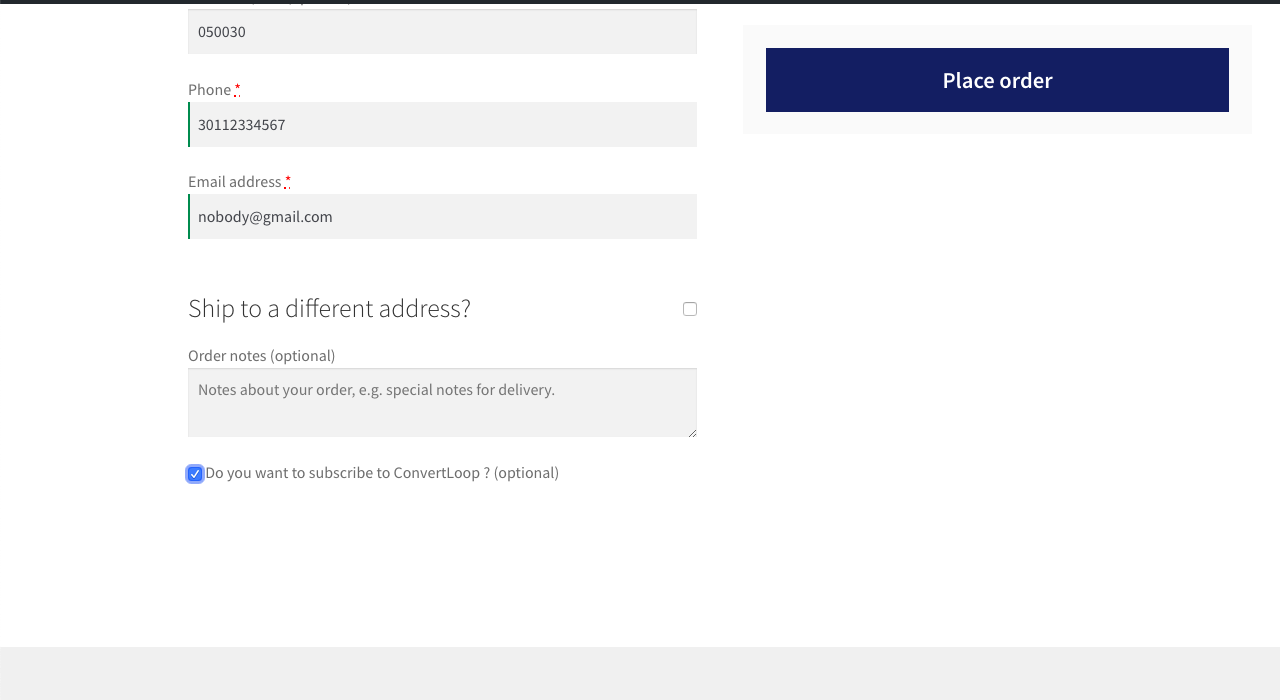 050030
Place order
Phone *
30112334567
Email address *
nobody@gmail.com
Ship to a different address?
Order notes (optional)
Notes about your order, e.g. special notes for delivery.
Do you want to subscribe to ConvertLoop ? (optional)